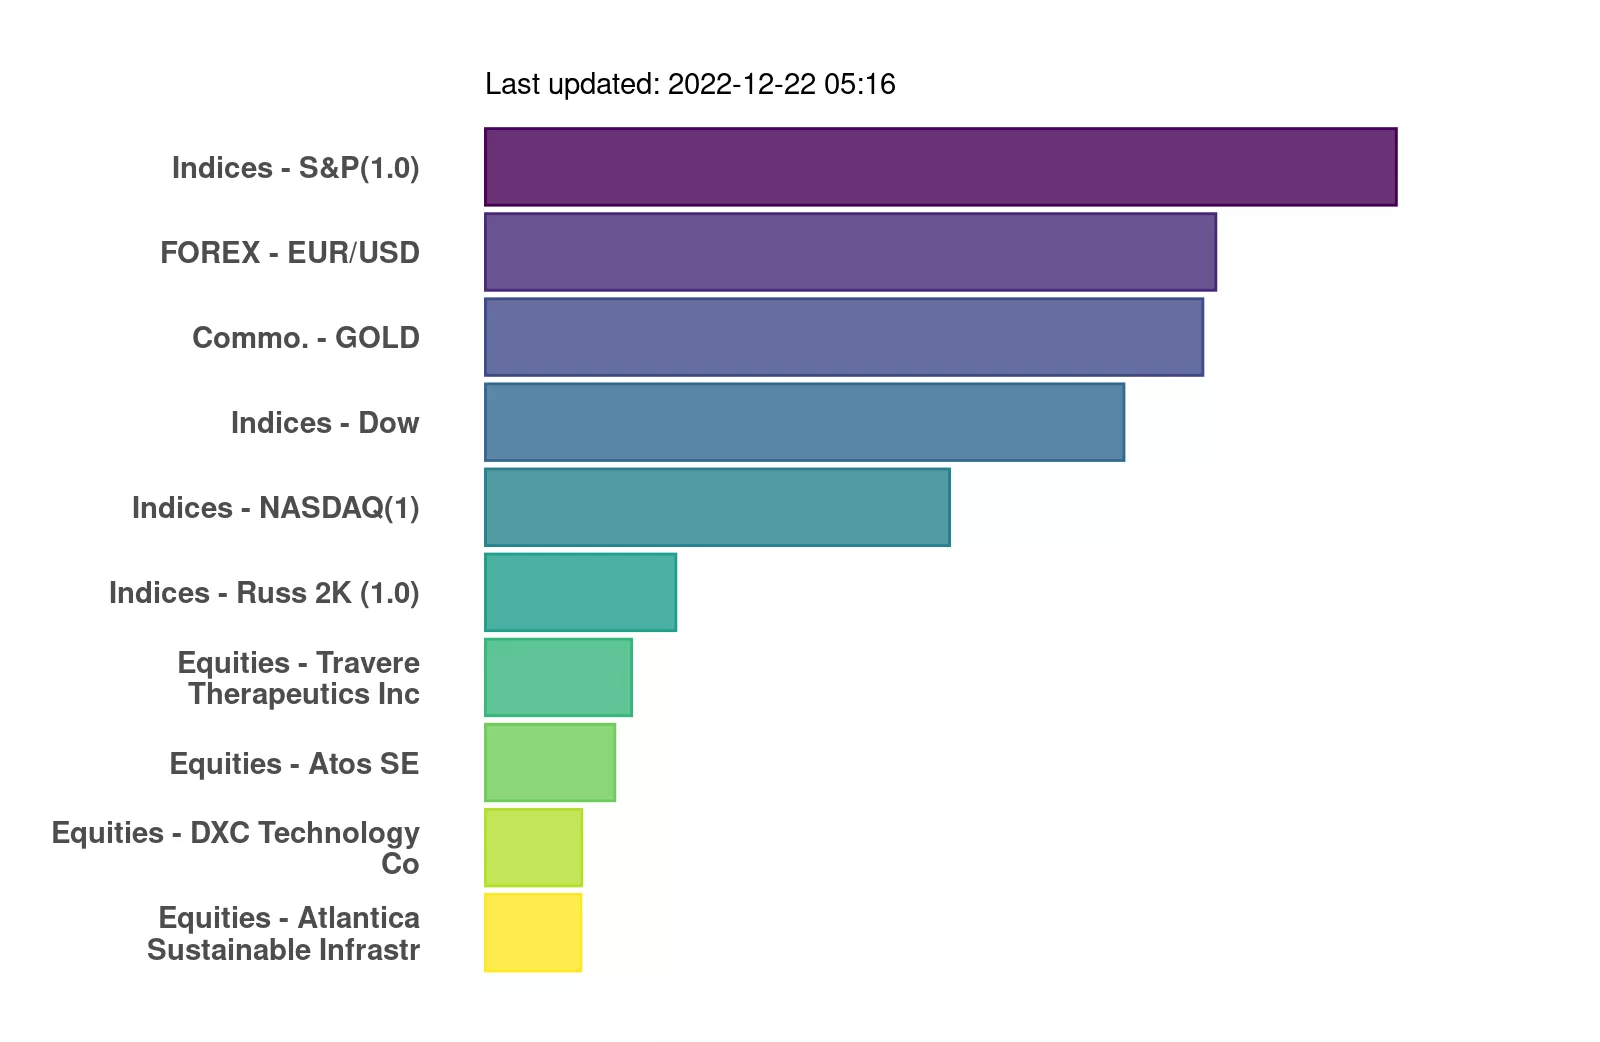 Last updated: 2022-12-22 05:16
Indices - S&P(1.0)
FOREX - EUR/USD
Commo. - GOLD
Indices - Dow
Indices - NASDAQ(1)
Indices - Russ 2K (1.0)
Equities - Travere
Therapeutics Inc
Equities - Atos SE
Equities - DXC Technology
Co
Equities - Atlantica
Sustainable Infrastr